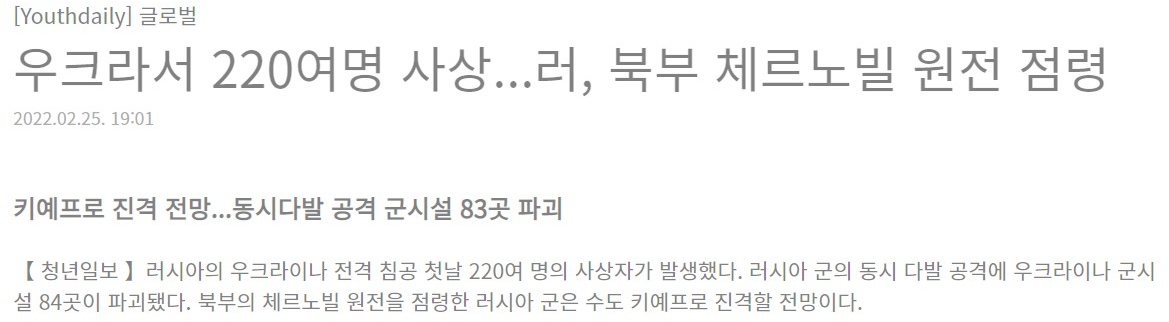 [Youthdaily] 글로벌
우크라서 220여명 사상...러, 북부 체르노빌 원전 점령
2022.02.25. 19:01
키예프로 진격 전망...동시다발 공격 군시설 83곳 파괴
【 청년일보 】 러시아의 우크라이나 전격 침공 첫날 220여 명의 사상자가 발생했다. 러시아 군의 동시 다발 공격에 우크라이나 군시
설 84곳이 파괴됐다. 북부의 체르노빌 원전을 점령한 러시아 군은 수도 키예프로 진격할 전망이다.